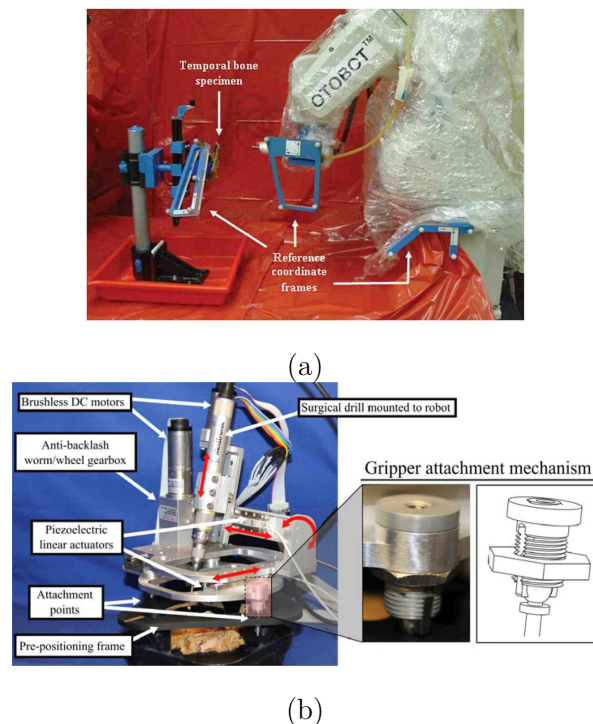 Temporal bone
specimen
OTOBOT™
Reference
coordinate
frames
(a)
Brushless DC motors
Surgical drill mounted to robot
Anti-backlash
worm/wheel gearbox
Gripper attachment mechanism
Piezoelectric
linear actuators
Attachment
points
Pre-positioning frame
(b)